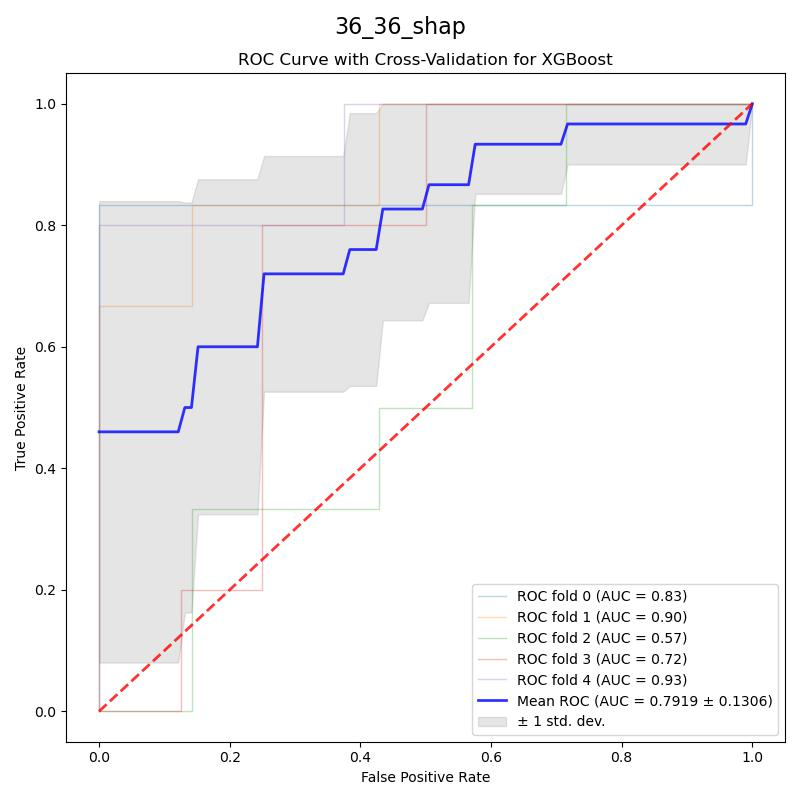 36_36_shap
ROC Curve with Cross-Validation for XGBoost
1.0
0.8
0.6
0.4
0.2
0.0
True Positive Rate
0.0 0.2 0.4 0.6 0.8 1.0
False Positive Rate
ROC fold 0 (AUC = 0.83)
ROC fold 1 (AUC = 0.90)
ROC fold 2 (AUC = 0.57)
ROC fold 3 (AUC = 0.72)
ROC fold 4 (AUC = 0.93)
Mean ROC (AUC = 0.7919 ± 0.1306)
± 1 std. dev.